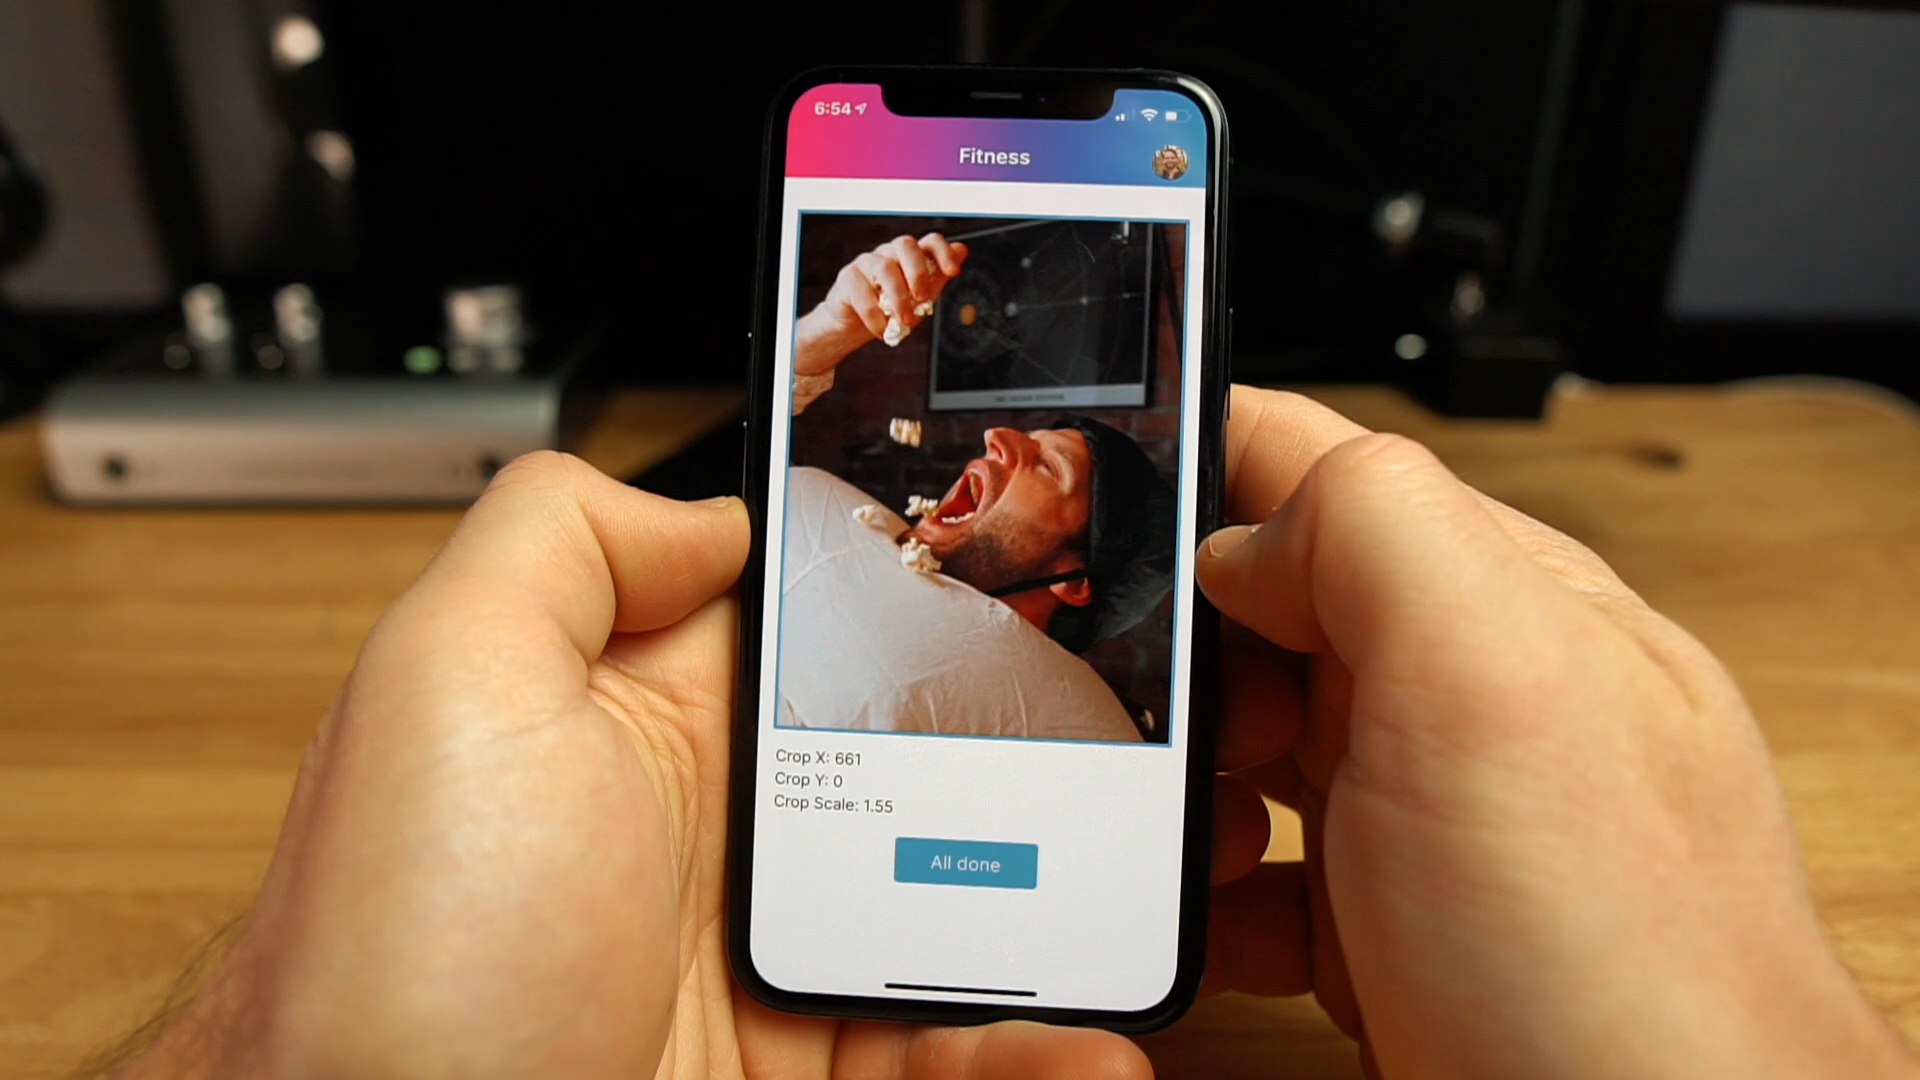 6:54
Fitness
Crop X: 661
Crop Y: 0
Crop Scale: 1.55
All done